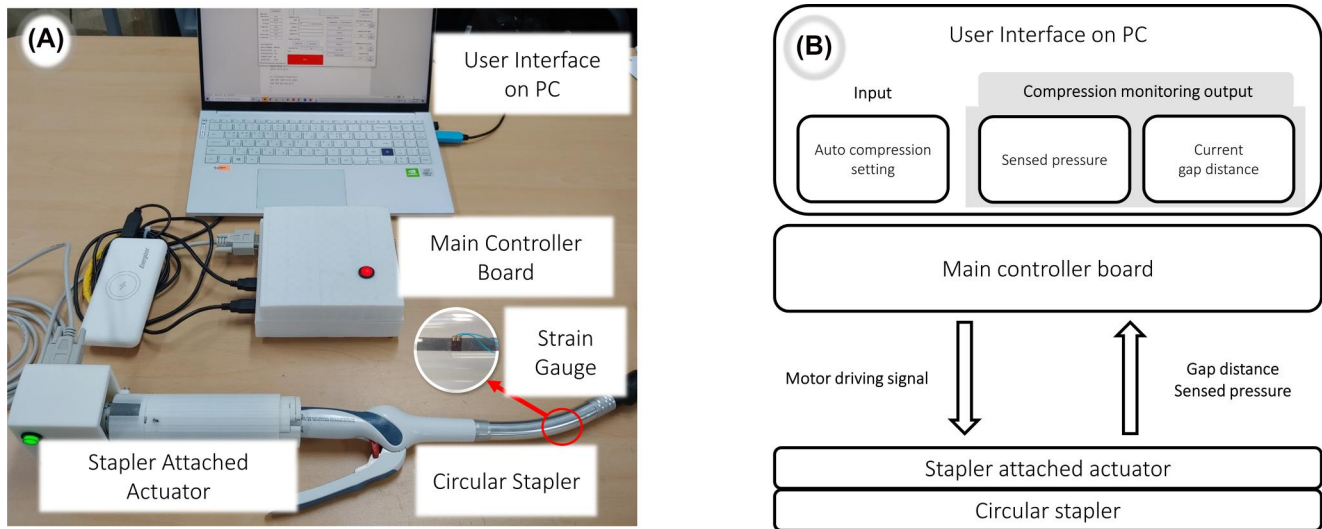 (A)
User Interface
on PC
Main Controller
Board
Strain
Gauge
Energizer
Stapler Attached
Actuator
Circular Stapler
(B)
User Interface on PC
Input
Compression monitoring output
Auto compression
setting
Sensed pressure
Current
gap distance
Main controller board
Motor driving signal
Gap distance
Sensed pressure
Stapler attached actuator
Circular stapler